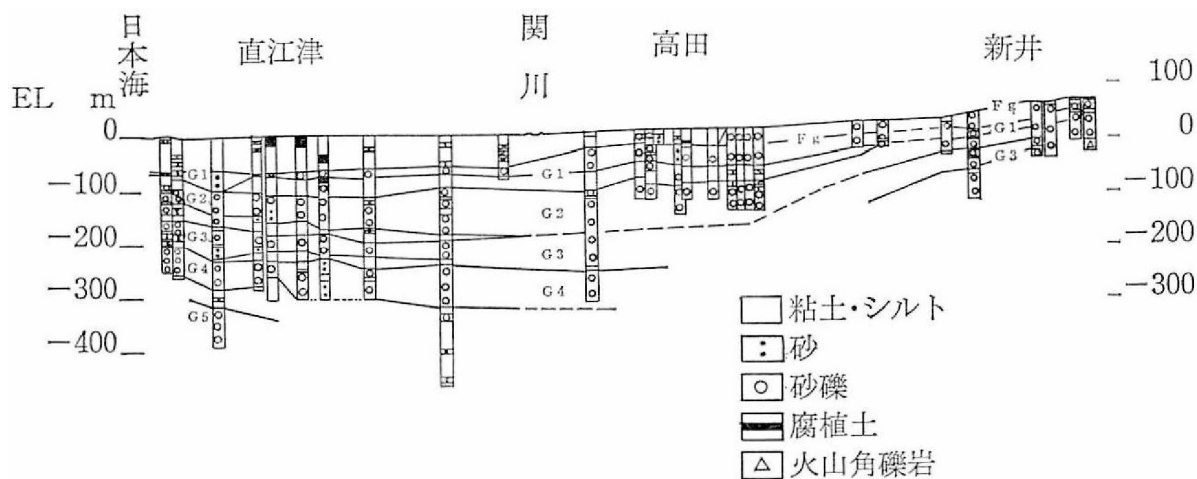 日本海
直江津
関川
高田
新井
EL m
0
−100
−200
−300
−400
100
0
−100
−200
−300
G1
G2
G3
G4
G5
G1
G2
G3
G4
Fg
Fg
G1
G3
粘土・シルト
砂
砂礫
腐植土
火山角礫岩